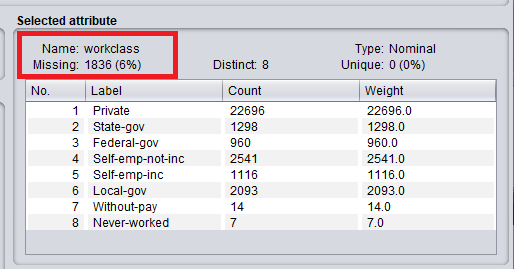 Selected attribute
Name: workclass Type: Nominal
Missing: 1836 (6%) Distinct: 8 Unique: 0 (0%)
No. Label Count Weight
1 Private 22696 22696.0
2 State-gov 1298 1298.0
3 Federal-gov 960 960.0
4 Self-emp-not-inc 2541 2541.0
5 Self-emp-inc 1116 1116.0
6 Local-gov 2093 2093.0
7 Without-pay 14 14.0
8 Never-worked 7 7.0